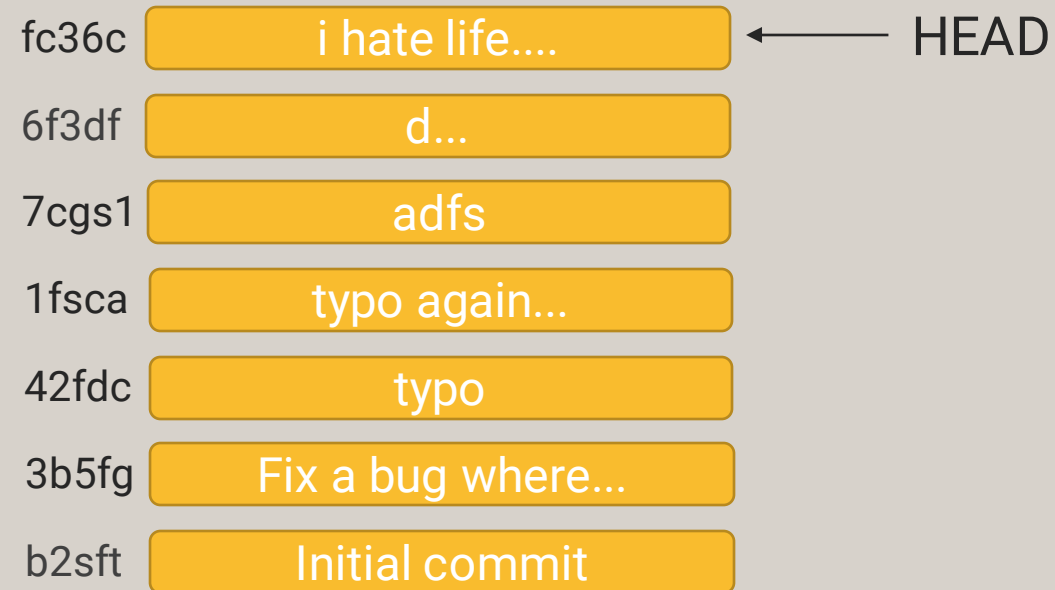 fc36c i hate life.... HEAD
6f3df d...
7cgs1 adfs
1fsca typo again...
42fdc typo
3b5fg Fix a bug where...
b2sft Initial commit